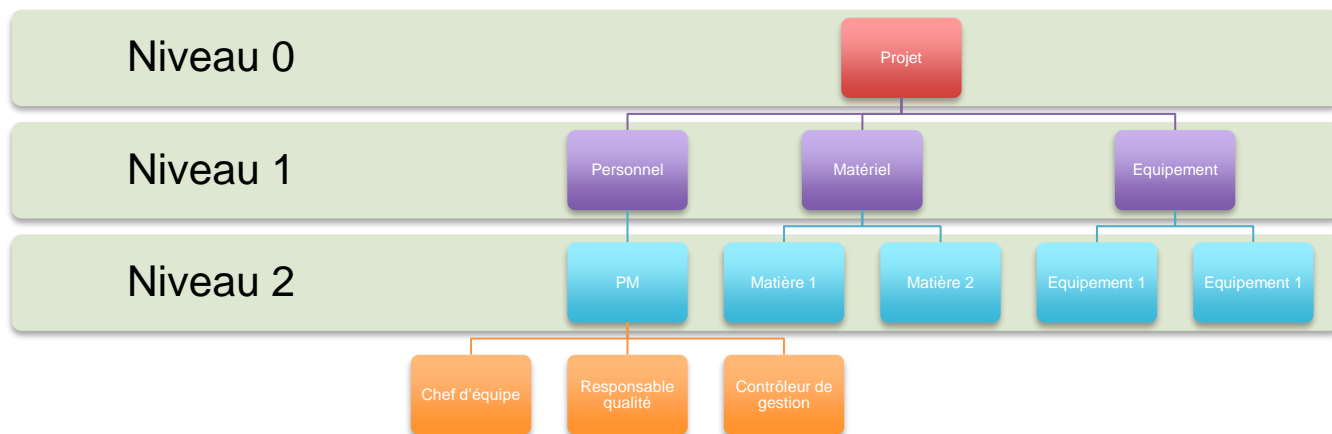 Niveau 0
Projet
Niveau 1
Personnel
Matériel
Equipement
Niveau 2
PM
Matière 1
Matière 2
Equipement 1
Equipement 1
Chef d'équipe
Responsable
qualité
Contrôleur de
gestion